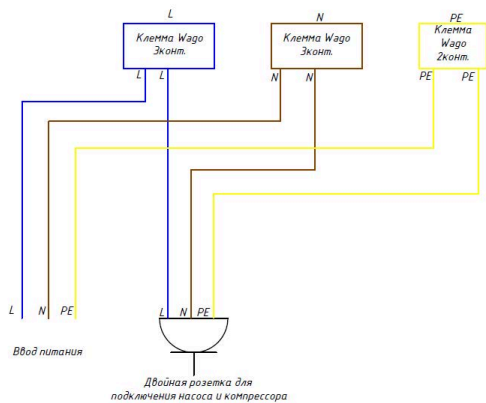 L
N
PE
Клемма Wago
3конт.
Клемма Wago
3конт.
Клемма
Wago
2конт.
L
L
N
N
PE
PE
L
N
PE
L
N
PE
Ввод питания
Двойная розетка для
подключения насоса и компрессора